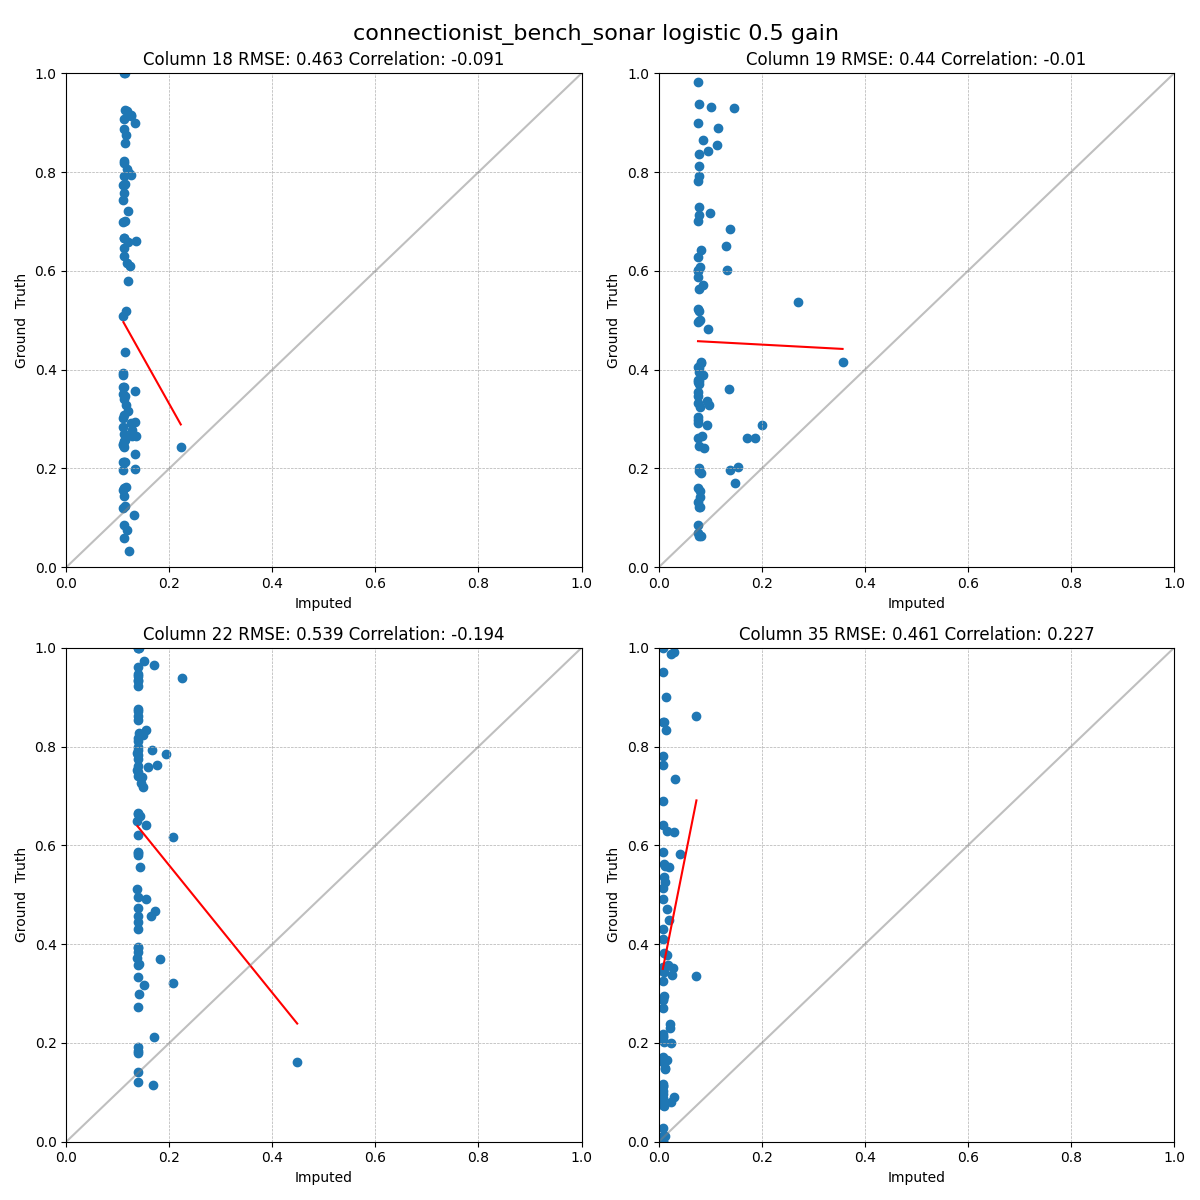 connectionist_bench_sonar logistic 0.5 gain
Column 18 RMSE: 0.463 Correlation: -0.091
Column 19 RMSE: 0.44 Correlation: -0.01
1.0
0.8
0.6
0.4
0.2
0.0
Ground Truth
0.0 0.2 0.4 0.6 0.8 1.0
Imputed
1.0
0.8
0.6
0.4
0.2
0.0
Ground Truth
0.0 0.2 0.4 0.6 0.8 1.0
Imputed
Column 22 RMSE: 0.539 Correlation: -0.194
Column 35 RMSE: 0.461 Correlation: 0.227
1.0
0.8
0.6
0.4
0.2
0.0
Ground Truth
0.0 0.2 0.4 0.6 0.8 1.0
Imputed
1.0
0.8
0.6
0.4
0.2
0.0
Ground Truth
0.0 0.2 0.4 0.6 0.8 1.0
Imputed